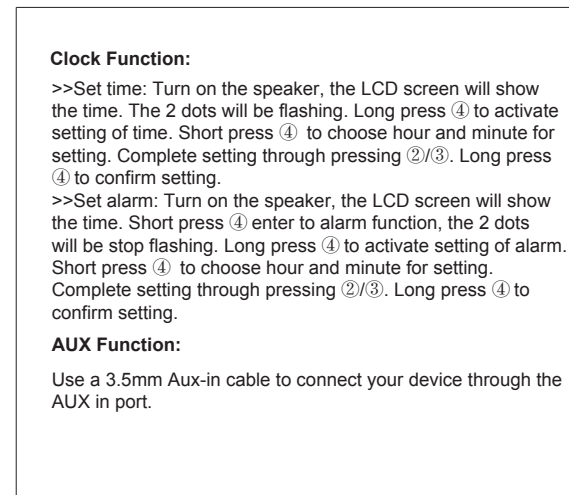 Clock Function:
>>Set time: Turn on the speaker, the LCD screen will show
the time. The 2 dots will be flashing. Long press ④ to activate
setting of time. Short press ④ to choose hour and minute for
setting. Complete setting through pressing ②/③. Long press
④ to confirm setting.
>>Set alarm: Turn on the speaker, the LCD screen will show
the time. Short press ④ enter to alarm function, the 2 dots
will be stop flashing. Long press ④ to activate setting of alarm.
Short press ④ to choose hour and minute for setting.
Complete setting through pressing ②/③. Long press ④ to
confirm setting.
AUX Function:
Use a 3.5mm Aux-in cable to connect your device through the
AUX in port.